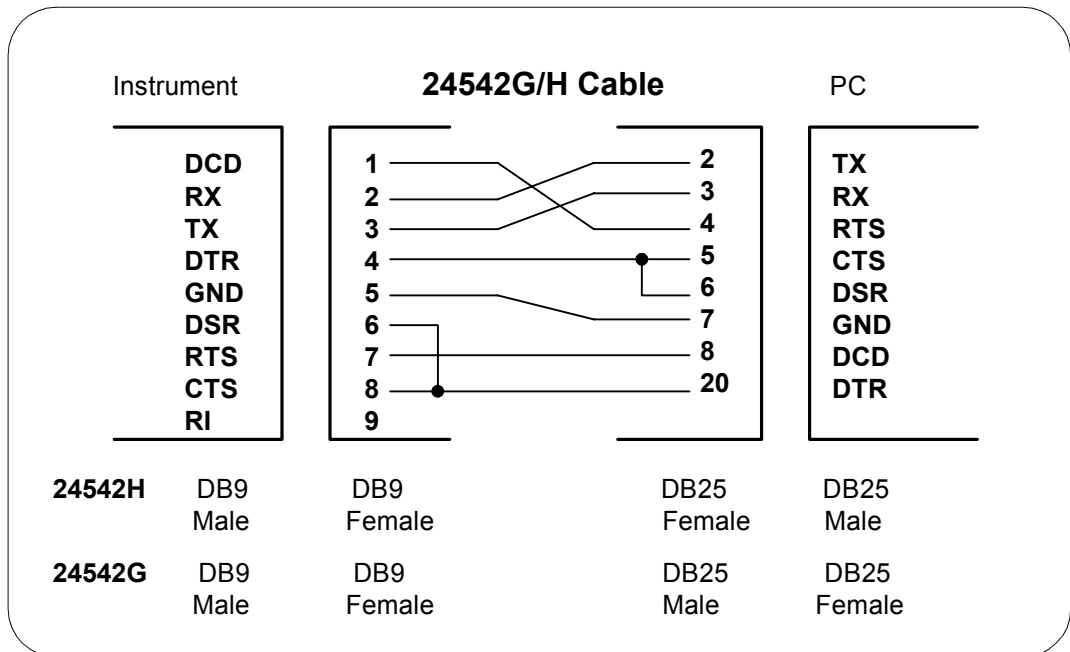 Instrument 24542G/H Cable PC
DCD 1 2 TX
RX 2 3 RX
TX 3 4 RTS
DTR 4 5 CTS
GND 5 6 DSR
DSR 6 7 GND
RTS 7 8 DCD
CTS 8 20 DTR
RI 9
24542H DB9 DB9 DB25 DB25
Male Female Female Male
24542G DB9 DB9 DB25 DB25
Male Female Male Female